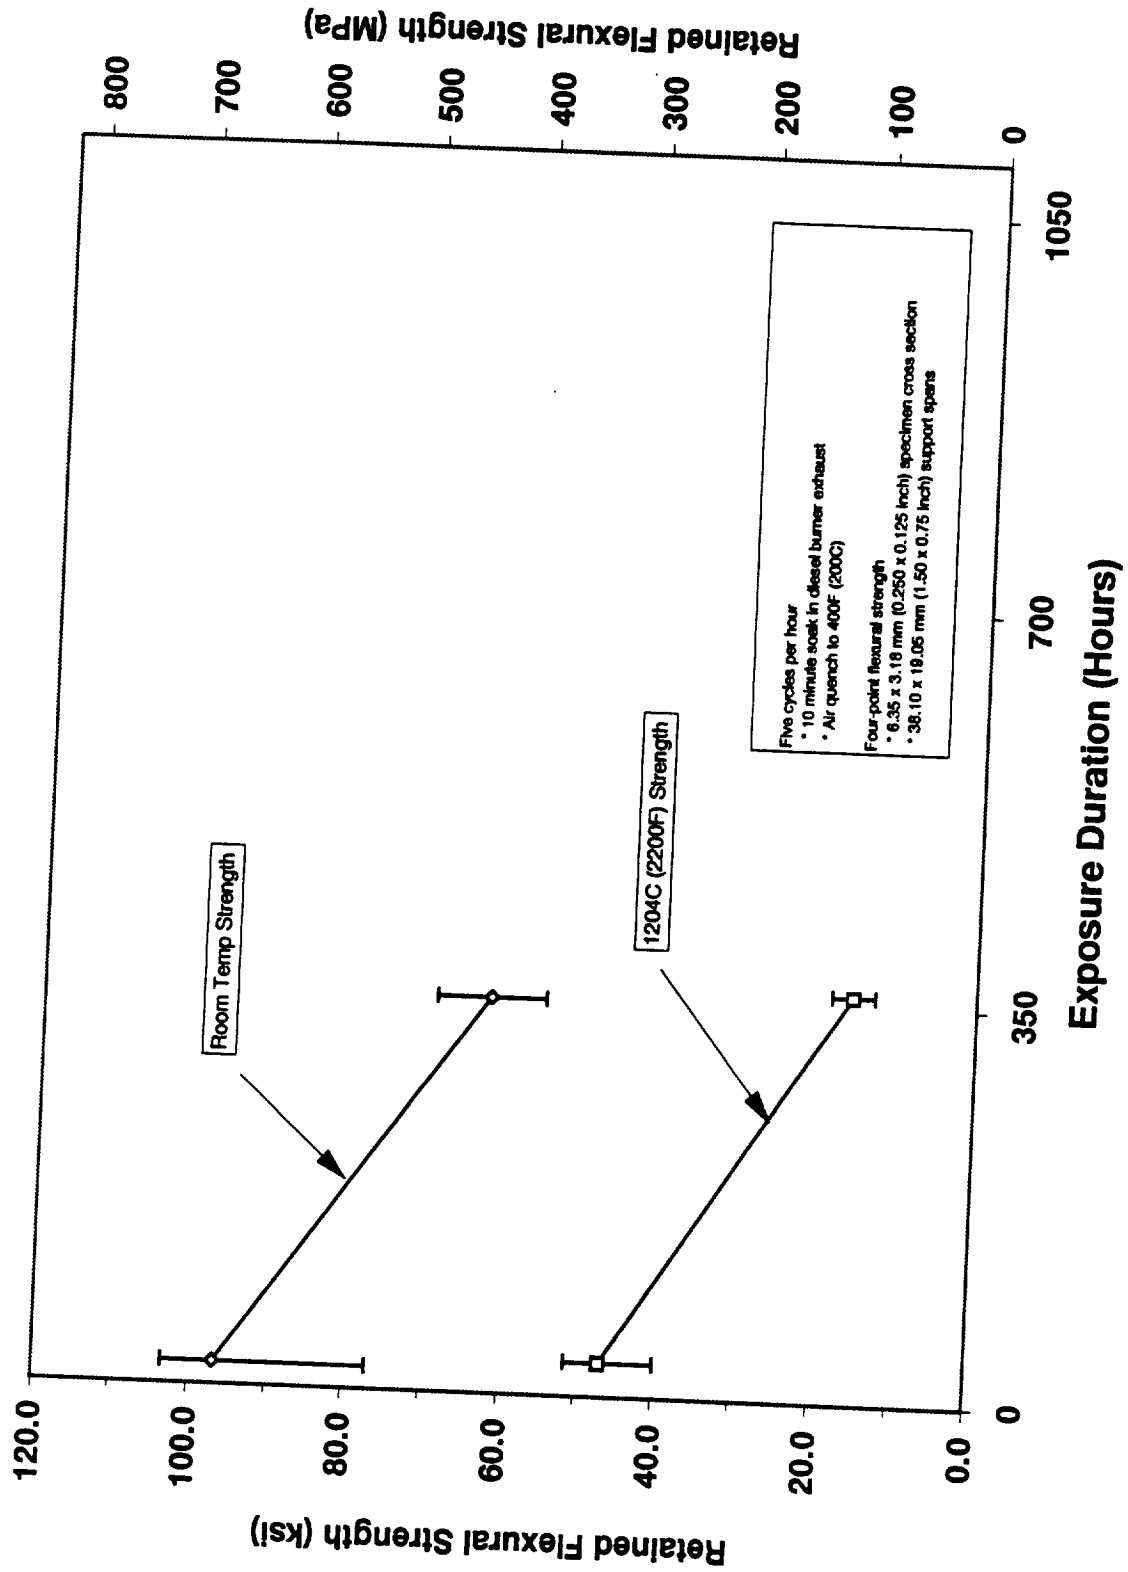 Retained Flexural Strength (MPa)
800
700
600
500
400
300
200
100
0
120.0
100.0
80.0
60.0
40.0
20.0
0.0
Retained Flexural Strength (ksi)
Room Temp Strength
1204C (2200F) Strength
Five cycles per hour
* 10 minute soak in diesel burner exhaust
* Air quench to 400F (200C)
Four-point flexural strength
* 6.35 x 3.18 mm (0.250 x 0.125 inch) specimen cross section
* 38.10 x 19.05 mm (1.50 x 0.75 inch) support spans
0
350
700
1050
Exposure Duration (Hours)